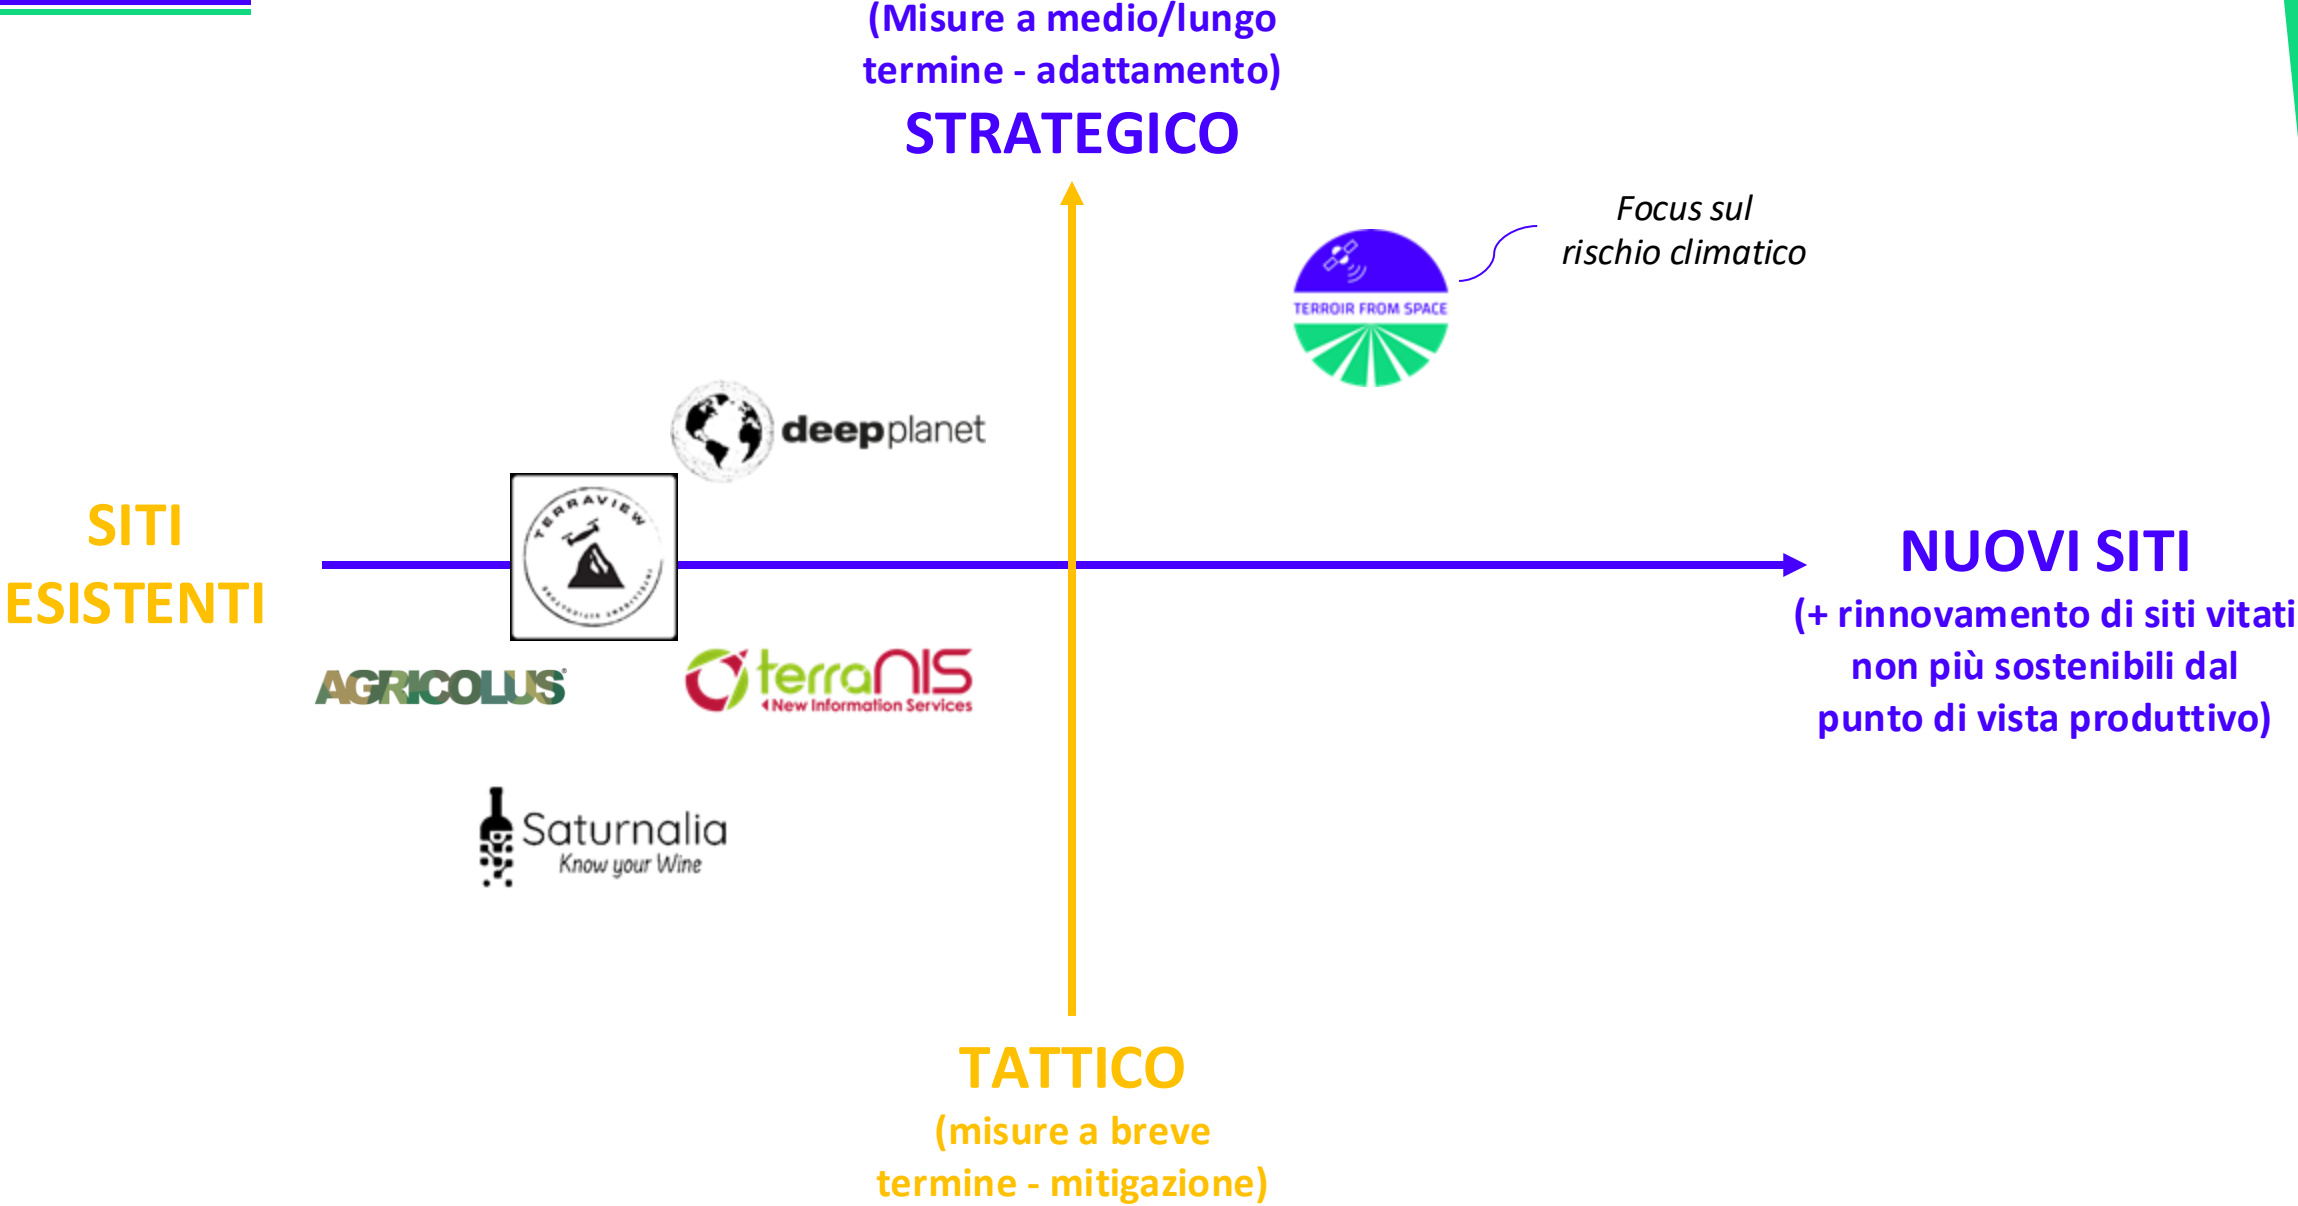 (Misure a medio/lungo
termine - adattamento)
STRATEGICO
Focus sul
rischio climatico
TERROIR FROM SPACE
deepplanet
TERRAVIEW
SITI
ESISTENTI
NUOVI SITI
(+ rinnovamento di siti vitati
non più sostenibili dal
punto di vista produttivo)
AGRICOLUS
terraNIS
New Information Services
Saturnalia
Know your Wine
TATTICO
(misure a breve
termine - mitigazione)